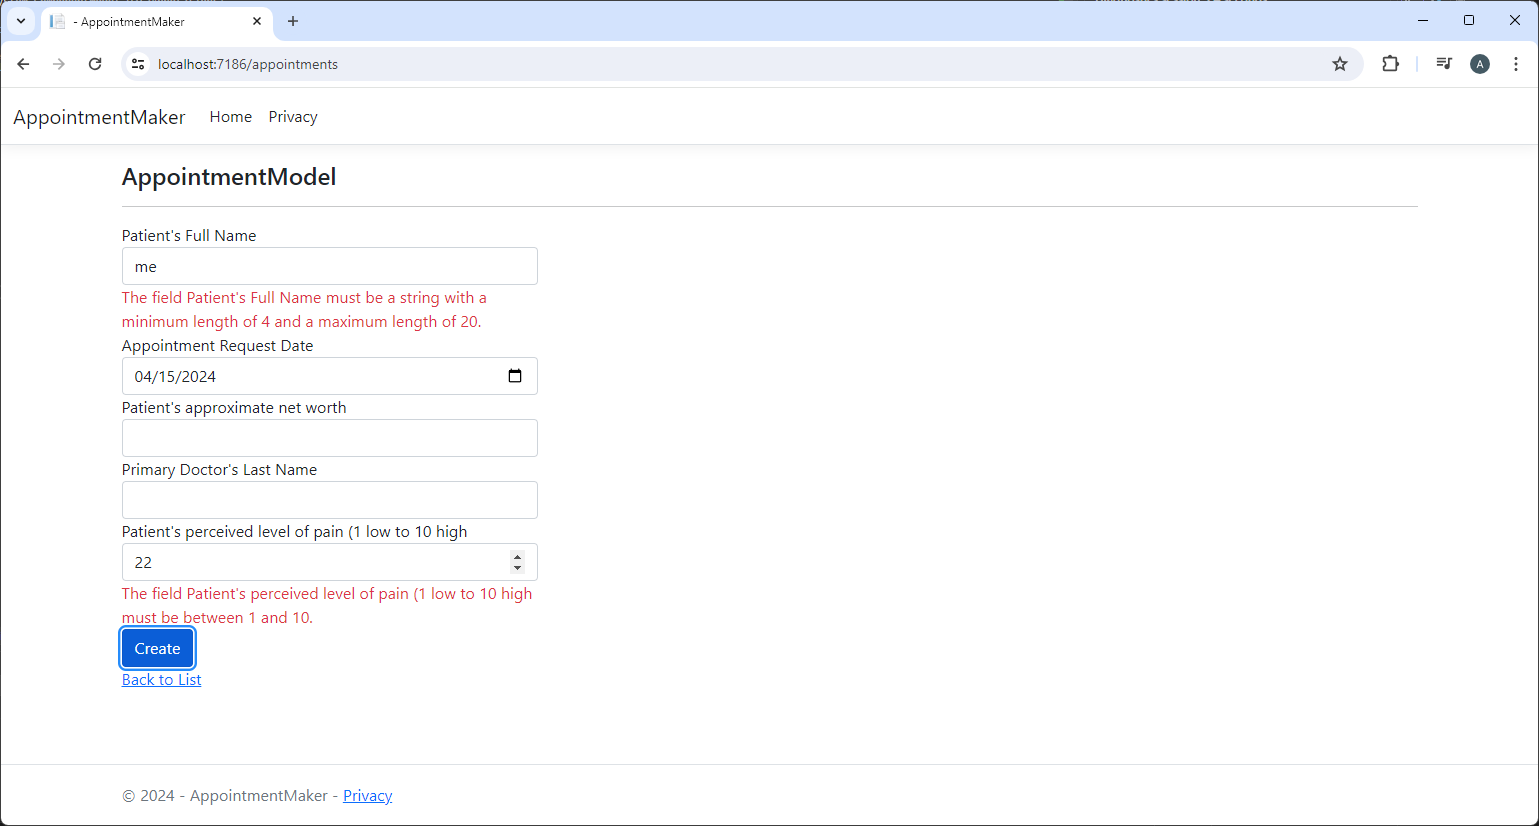 - AppointmentMaker
localhost:7186/appointments
A
AppointmentMaker Home Privacy
AppointmentModel
Patient's Full Name
me
The field Patient's Full Name must be a string with a
minimum length of 4 and a maximum length of 20.
Appointment Request Date
04/15/2024
Patient's approximate net worth
Primary Doctor's Last Name
Patient's perceived level of pain (1 low to 10 high
22
The field Patient's perceived level of pain (1 low to 10 high
must be between 1 and 10.
Create
Back to List
© 2024 - AppointmentMaker - Privacy